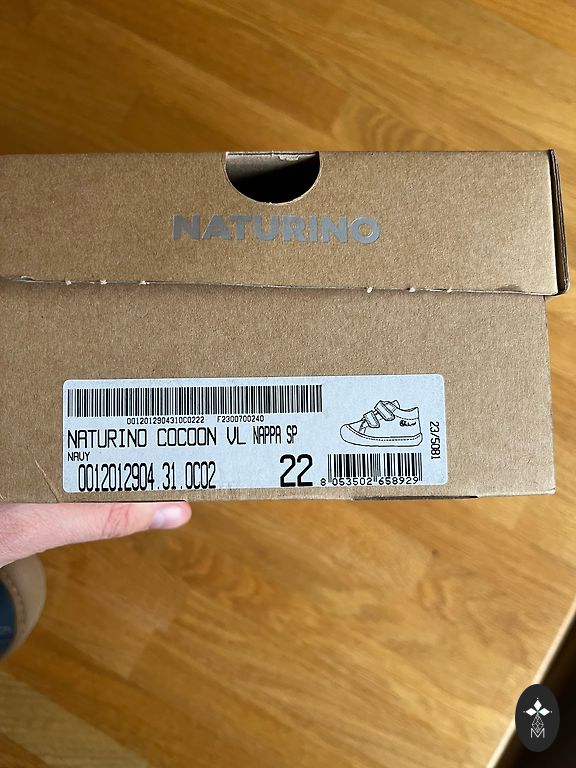 NATURINO
0012012904310C0222 F2300700240
NATURINO COCOON VL NAPPA SP
NAVY
0012012904.31.0C02
22
8 053502 658929
23/5081
M